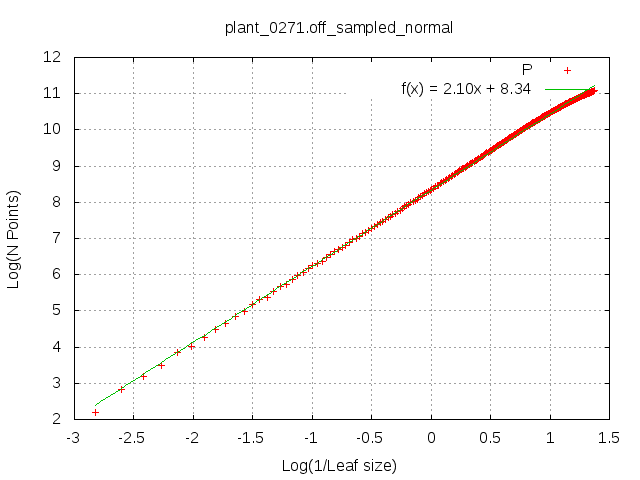 plant_0271.off_sampled_normal
12
11
10
9
8
7
6
5
4
3
2
Log(N Points)
P
f(x) = 2.10x + 8.34
-3 -2.5 -2 -1.5 -1 -0.5 0 0.5 1 1.5
Log(1/Leaf size)